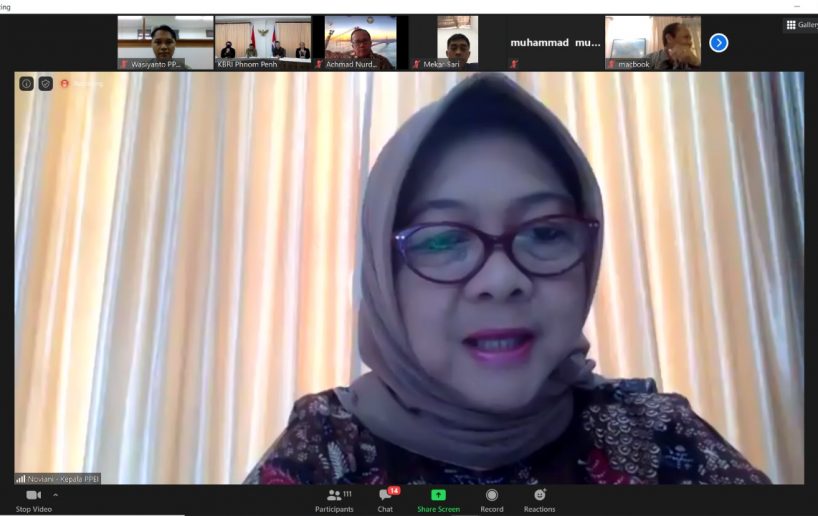 ting
Gallery
Wasiyanto PP...
KBRI Phnom Penh
Achmad Nurd...
Mekar Sari
muhammad mu...
macbook
Noviani - Kepala PPEI
Stop Video
Participants
111
Chat
14
Share Screen
Record
Reactions